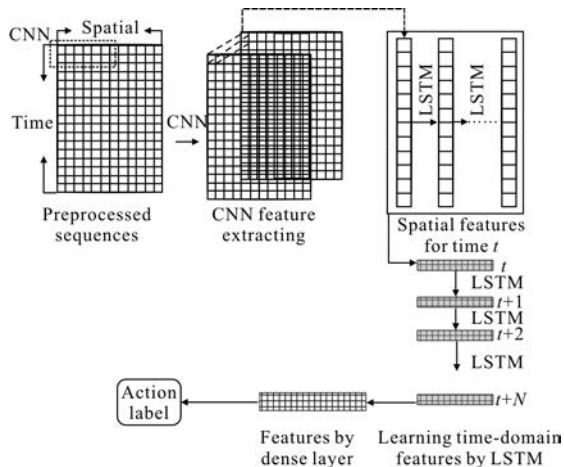 CNN
Spatial
Time
CNN
Preprocessed
sequences
CNN feature
extracting
LSTM
LSTM
Spatial features
for time t
t
LSTM
t+1
LSTM
t+2
LSTM
t+N
Action
label
Features by
dense layer
Learning time-domain
features by LSTM